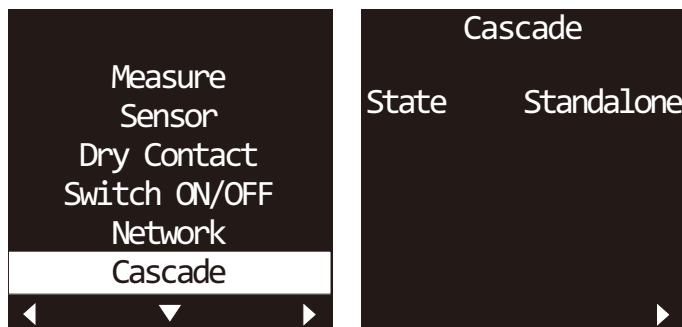 Measure
Sensor
Dry Contact
Switch ON/OFF
Network
Cascade
Cascade
State Standalone